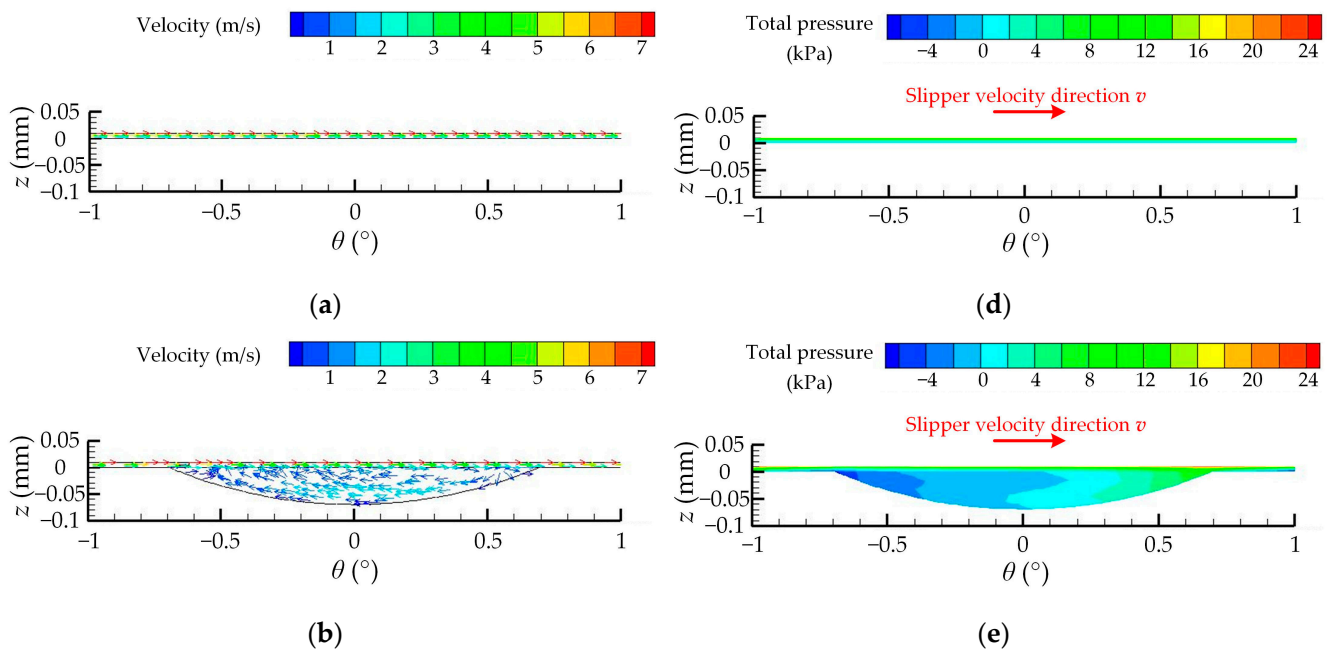 Velocity (m/s)
1 2 3 4 5 6 7
0.05
0
−0.05
−0.1
z (mm)
−1 −0.5 0 0.5 1
θ (°)
(a)
Total pressure
(kPa)
−4 0 4 8 12 16 20 24
Slipper velocity direction v
0.05
0
−0.05
−0.1
z (mm)
−1 −0.5 0 0.5 1
θ (°)
(d)
Velocity (m/s)
1 2 3 4 5 6 7
0.05
0
−0.05
−0.1
z (mm)
−1 −0.5 0 0.5 1
θ (°)
(b)
Total pressure
(kPa)
−4 0 4 8 12 16 20 24
Slipper velocity direction v
0.05
0
−0.05
−0.1
z (mm)
−1 −0.5 0 0.5 1
θ (°)
(e)